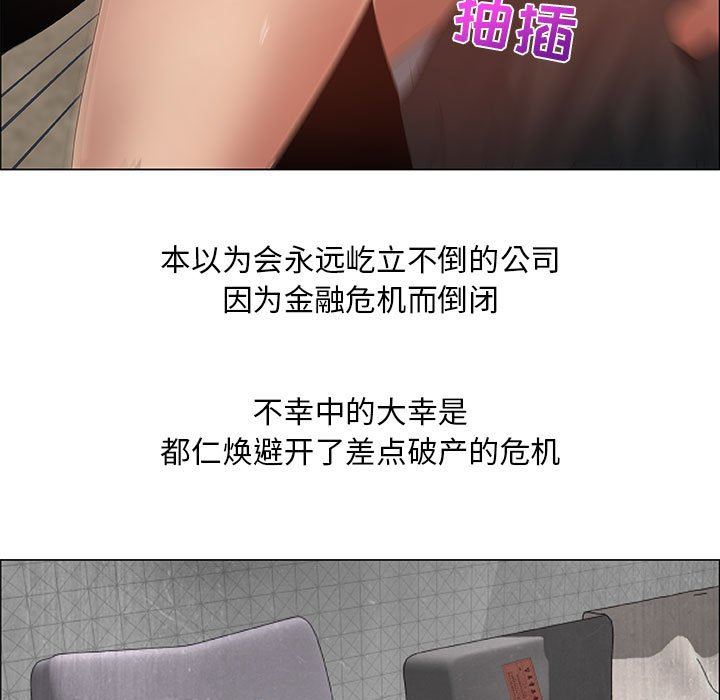 抽插
本以为会永远屹立不倒的公司
因为金融危机而倒闭
不幸中的大幸是
都仁焕避开了差点破产的危机